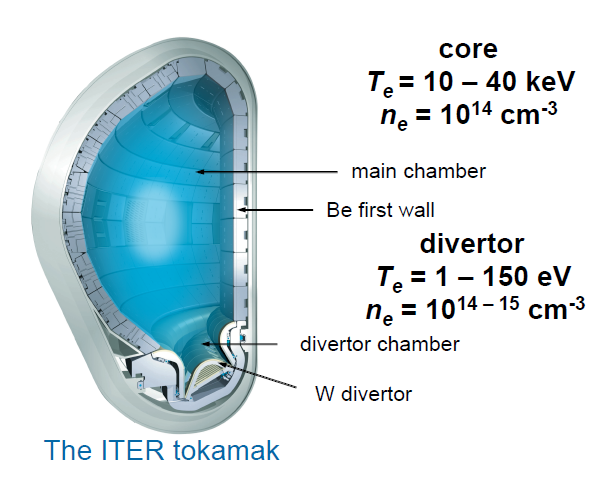 core
Te = 10 – 40 keV
ne = 10¹⁴ cm⁻³
main chamber
Be first wall
divertor
Te = 1 – 150 eV
ne = 10¹⁴ ⁻ ¹⁵ cm⁻³
divertor chamber
W divertor
The ITER tokamak